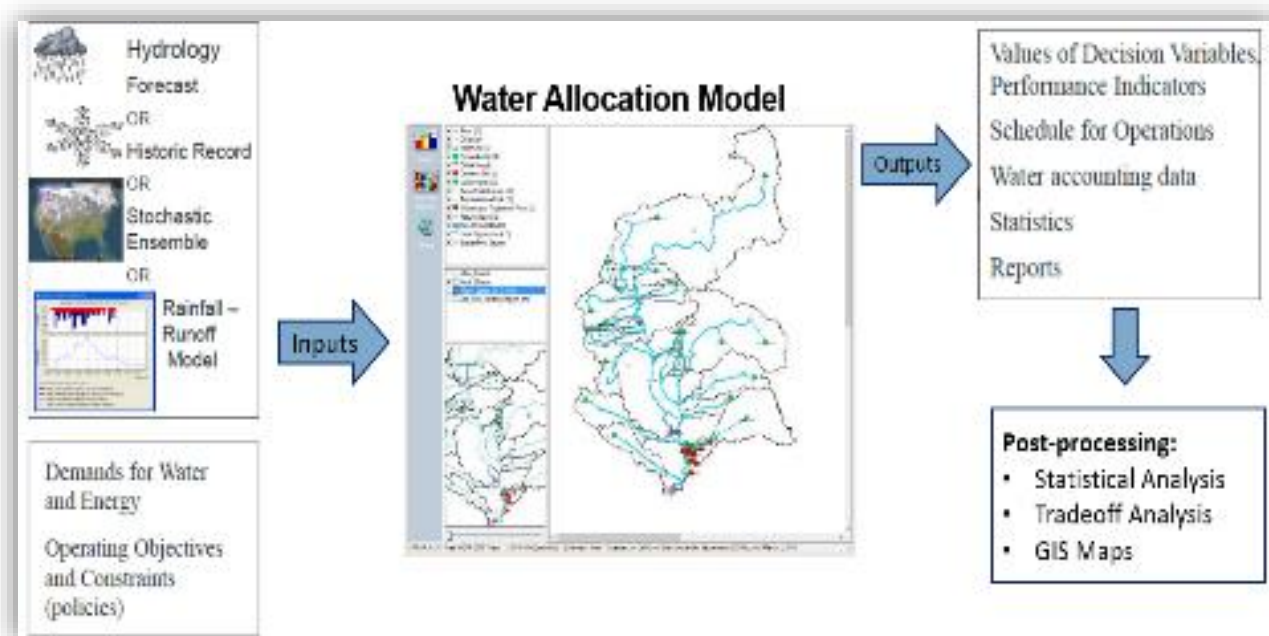 Hydrology
Forecast
OR
Historic Record
OR
Stochastic
Ensemble
OR
Rainfall –
Runoff
Model
Demands for Water
and Energy
Operating Objectives
and Constraints
(policies)
Inputs
Water Allocation Model
Outputs
Values of Decision Variables,
Performance Indicators
Schedule for Operations
Water accounting data
Statistics
Reports
Post-processing:
• Statistical Analysis
• Tradeoff Analysis
• GIS Maps